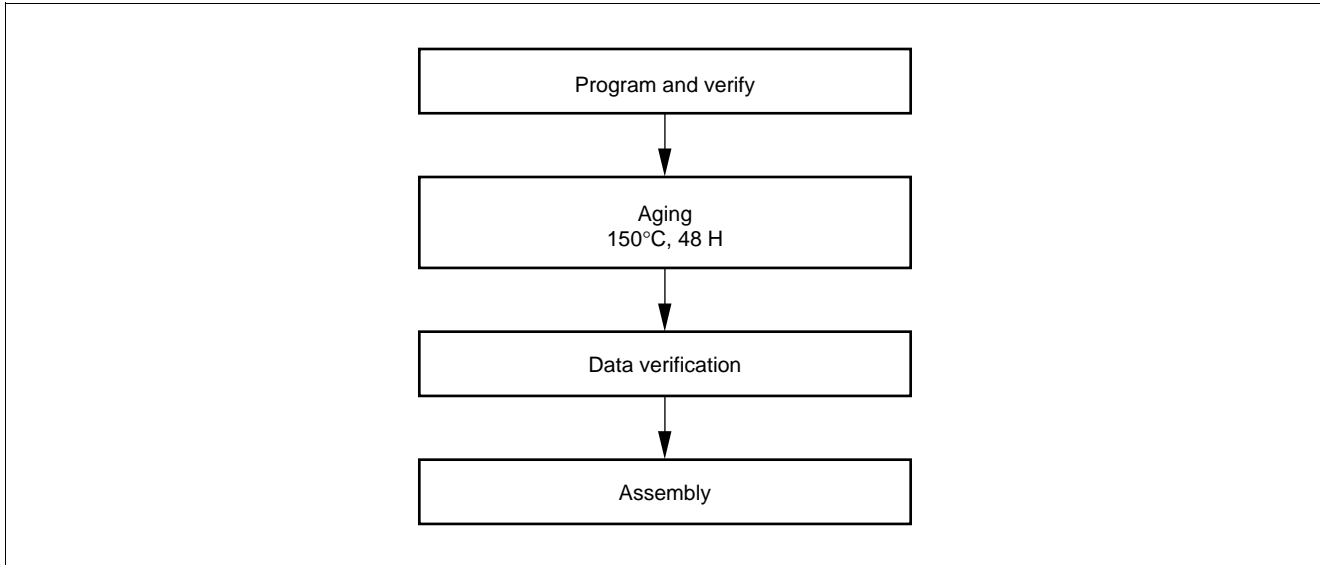 Program and verify
Aging
150°C, 48 H
Data verification
Assembly